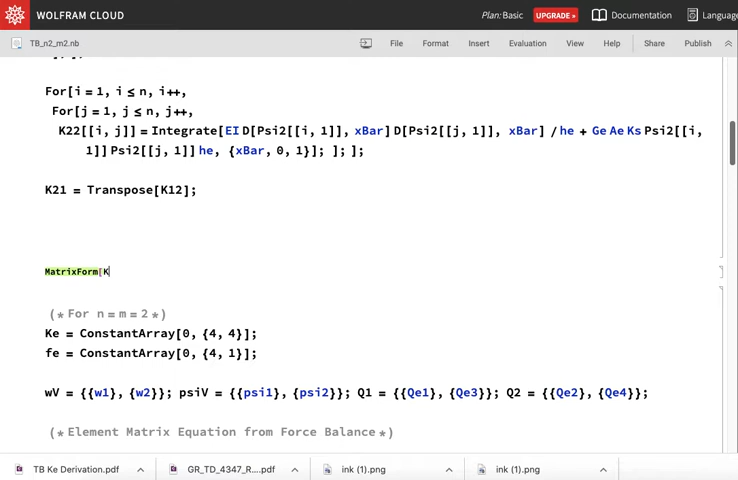 WOLFRAM CLOUD
Plan: Basic
UPGRADE »
Documentation
Language
TB_n2_m2.nb
File
Format
Insert
Evaluation
View
Help
Share
Publish
For[i = 1, i ≤ n, i++,
For[j = 1, j ≤ n, j++,
K22[[i, j]] = Integrate[EI D[Psi2[[i, 1]], xBar] D[Psi2[[j, 1]], xBar] / he + Ge Ae Ks Psi2[[i,
1]] Psi2[[j, 1]] he, {xBar, 0, 1}]; ]; ];
K21 = Transpose[K12];
MatrixForm[K
(* For n = m = 2 *)
Ke = ConstantArray[0, {4, 4}];
fe = ConstantArray[0, {4, 1}];
wV = {{w1}, {w2}}; psiV = {{psi1}, {psi2}}; Q1 = {{Qe1}, {Qe3}}; Q2 = {{Qe2}, {Qe4}};
(* Element Matrix Equation from Force Balance *)
TB Ke Derivation.pdf
GR_TD_4347_R....pdf
ink (1).png
ink (1).png